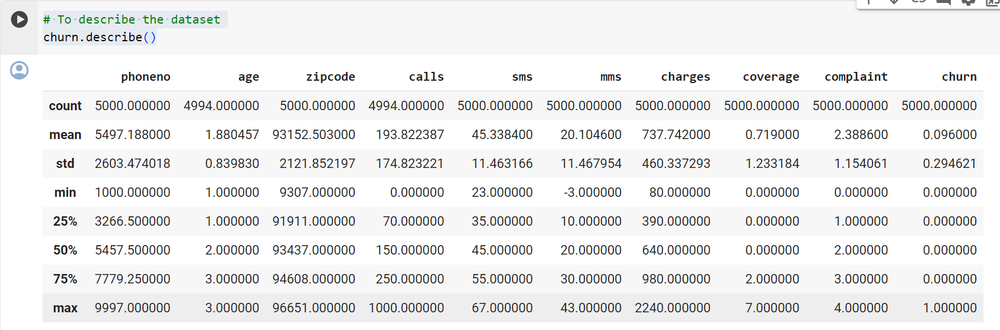 # To describe the dataset
churn.describe()
phoneno age zipcode calls sms mms charges coverage complaint churn
count 5000.000000 4994.000000 5000.000000 4994.000000 5000.000000 5000.000000 5000.000000 5000.000000 5000.000000 5000.000000
mean 5497.188000 1.880457 93152.503000 193.822387 45.338400 20.104600 737.742000 0.719000 2.388600 0.096000
std 2603.474018 0.839830 2121.852197 174.823221 11.463166 11.467954 460.337293 1.233184 1.154061 0.294621
min 1000.000000 1.000000 9307.000000 0.000000 23.000000 -3.000000 80.000000 0.000000 0.000000 0.000000
25% 3266.500000 1.000000 91911.000000 70.000000 35.000000 10.000000 390.000000 0.000000 1.000000 0.000000
50% 5457.500000 2.000000 93437.000000 150.000000 45.000000 20.000000 640.000000 0.000000 2.000000 0.000000
75% 7779.250000 3.000000 94608.000000 250.000000 55.000000 30.000000 980.000000 2.000000 3.000000 0.000000
max 9997.000000 3.000000 96651.000000 1000.000000 67.000000 43.000000 2240.000000 7.000000 4.000000 1.000000